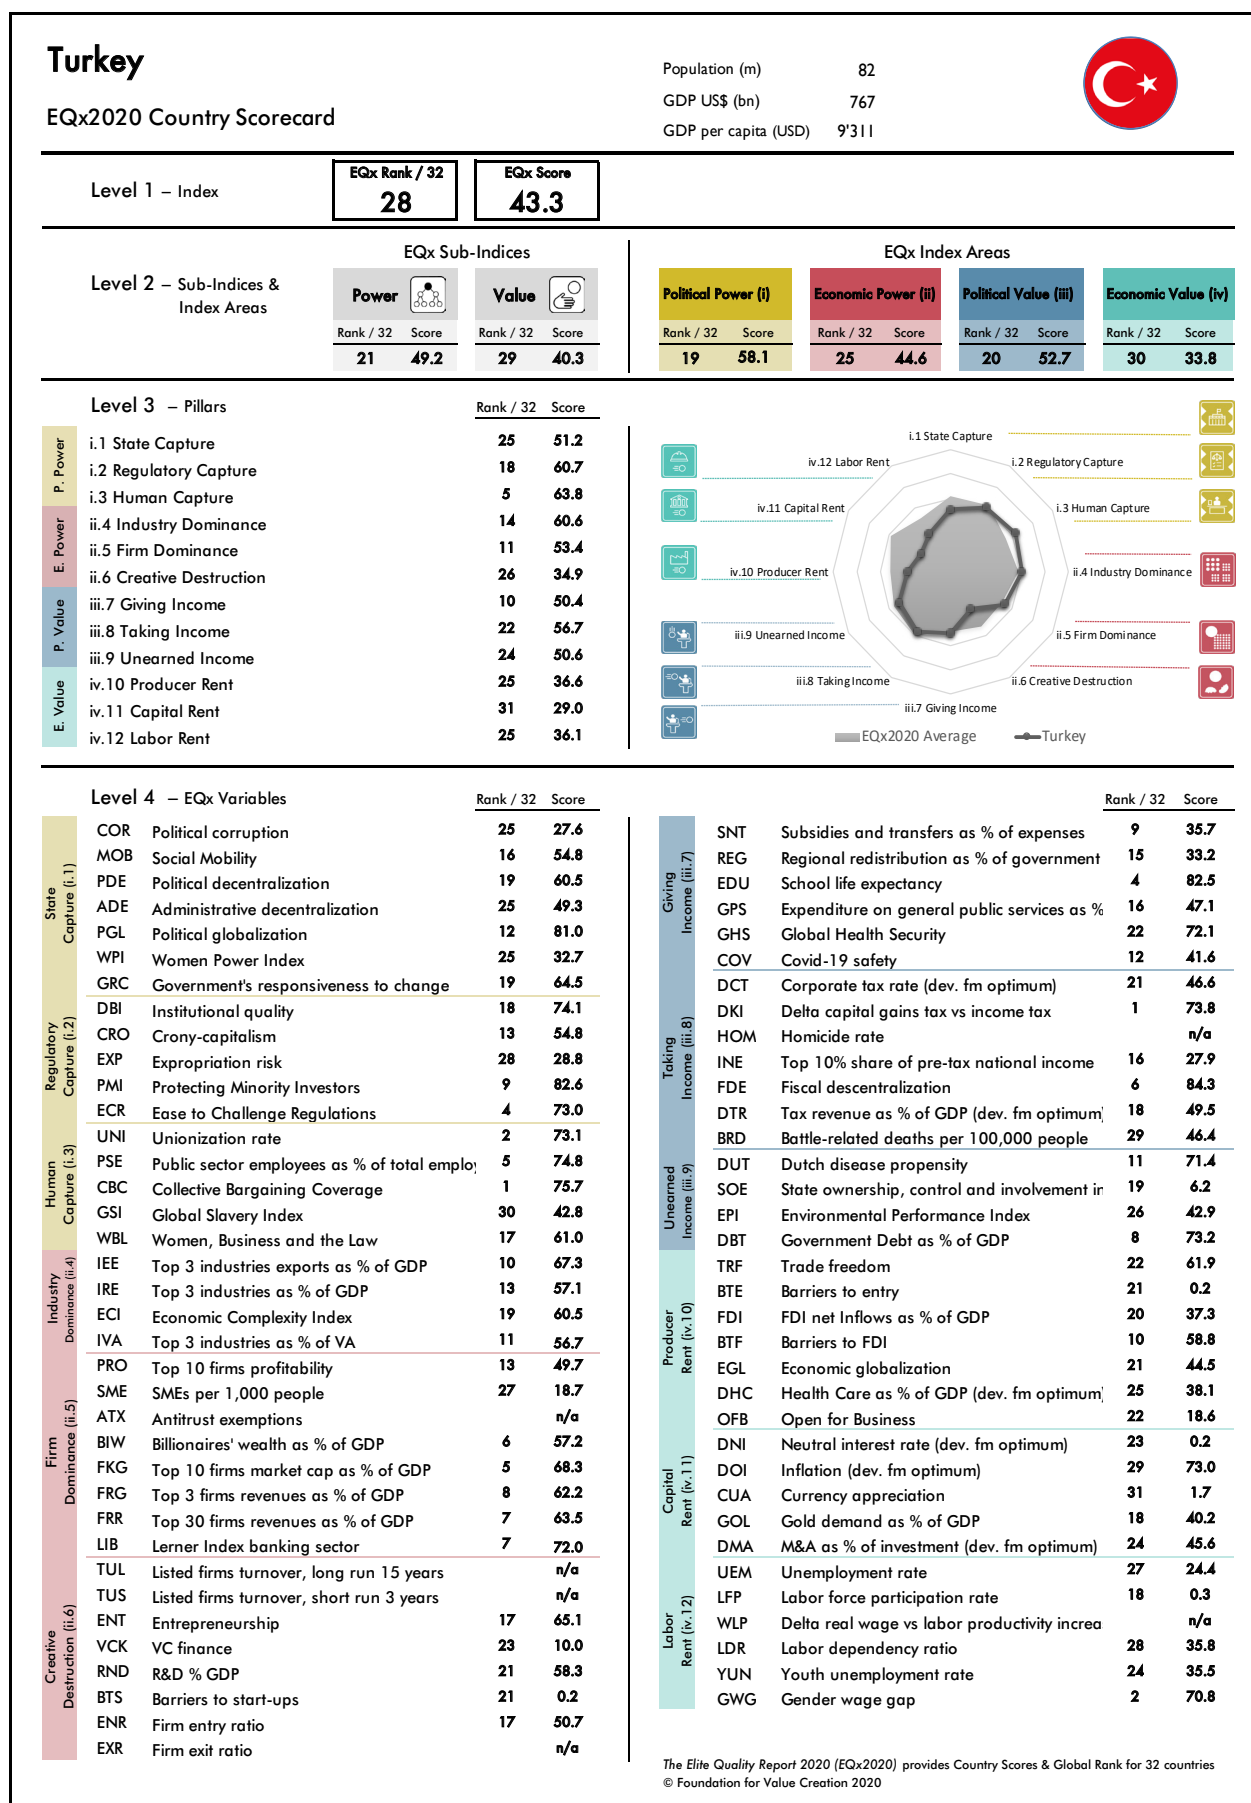 Turkey
EQx2020 Country Scorecard
Population (m) 82
GDP US$ (bn) 767
GDP per capita (USD) 9'311
Level 1 – Index
EQx Rank / 32
28
EQx Score
43.3
Level 2 – Sub-Indices &
Index Areas
EQx Sub-Indices
Power
Value
Rank / 32 Score Rank / 32 Score
21 49.2 29 40.3
EQx Index Areas
Political Power (i) Economic Power (ii) Political Value (iii) Economic Value (iv)
Rank / 32 Score Rank / 32 Score Rank / 32 Score Rank / 32 Score
19 58.1 25 44.6 20 52.7 30 33.8
Level 3 – Pillars Rank / 32 Score
P. Power
i.1 State Capture 25 51.2
i.2 Regulatory Capture 18 60.7
i.3 Human Capture 5 63.8
E. Power
ii.4 Industry Dominance 14 60.6
ii.5 Firm Dominance 11 53.4
ii.6 Creative Destruction 26 34.9
P. Value
iii.7 Giving Income 10 50.4
iii.8 Taking Income 22 56.7
iii.9 Unearned Income 24 50.6
E. Value
iv.10 Producer Rent 25 36.6
iv.11 Capital Rent 31 29.0
iv.12 Labor Rent 25 36.1
i.1 State Capture
iv.12 Labor Rent
i.2 Regulatory Capture
iv.11 Capital Rent
i.3 Human Capture
iv.10 Producer Rent
ii.4 Industry Dominance
iii.9 Unearned Income
ii.5 Firm Dominance
iii.8 Taking Income
ii.6 Creative Destruction
iii.7 Giving Income
EQx2020 Average Turkey
Level 4 – EQx Variables Rank / 32 Score
State
Capture (i.1)
COR Political corruption 25 27.6
MOB Social Mobility 16 54.8
PDE Political decentralization 19 60.5
ADE Administrative decentralization 25 49.3
PGL Political globalization 12 81.0
WPI Women Power Index 25 32.7
GRC Government's responsiveness to change 19 64.5
Regulatory
Capture (i.2)
DBI Institutional quality 18 74.1
CRO Crony-capitalism 13 54.8
EXP Expropriation risk 28 28.8
PMI Protecting Minority Investors 9 82.6
ECR Ease to Challenge Regulations 4 73.0
Human
Capture (i.3)
UNI Unionization rate 2 73.1
PSE Public sector employees as % of total emplo 5 74.8
CBC Collective Bargaining Coverage 1 75.7
GSI Global Slavery Index 30 42.8
WBL Women, Business and the Law 17 61.0
Industry
Dominance (ii.4)
IEE Top 3 industries exports as % of GDP 10 67.3
IRE Top 3 industries as % of GDP 13 57.1
ECI Economic Complexity Index 19 60.5
IVA Top 3 industries as % of VA 11 56.7
Firm
Dominance (ii.5)
PRO Top 10 firms profitability 13 49.7
SME SMEs per 1,000 people 27 18.7
ATX Antitrust exemptions n/a
BIW Billionaires' wealth as % of GDP 6 57.2
FKG Top 10 firms market cap as % of GDP 5 68.3
FRG Top 3 firms revenues as % of GDP 8 62.2
FRR Top 30 firms revenues as % of GDP 7 63.5
LIB Lerner Index banking sector 7 72.0
Creative
Destruction (ii.6)
TUL Listed firms turnover, long run 15 years n/a
TUS Listed firms turnover, short run 3 years n/a
ENT Entrepreneurship 17 65.1
VCK VC finance 23 10.0
RND R&D % GDP 21 58.3
BTS Barriers to start-ups 21 0.2
ENR Firm entry ratio 17 50.7
EXR Firm exit ratio n/a
Rank / 32 Score
Giving
Income (iii.7)
SNT Subsidies and transfers as % of expenses 9 35.7
REG Regional redistribution as % of government 15 33.2
EDU School life expectancy 4 82.5
GPS Expenditure on general public services as % 16 47.1
GHS Global Health Security 22 72.1
COV Covid-19 safety 12 41.6
Taking
Income (iii.8)
DCT Corporate tax rate (dev. fm optimum) 21 46.6
DKI Delta capital gains tax vs income tax 1 73.8
HOM Homicide rate n/a
INE Top 10% share of pre-tax national income 16 27.9
FDE Fiscal descentralization 6 84.3
DTR Tax revenue as % of GDP (dev. fm optimum) 18 49.5
BRD Battle-related deaths per 100,000 people 29 46.4
Unearned
Income (iii.9)
DUT Dutch disease propensity 11 71.4
SOE State ownership, control and involvement in 19 6.2
EPI Environmental Performance Index 26 42.9
DBT Government Debt as % of GDP 8 73.2
Producer
Rent (iv.10)
TRF Trade freedom 22 61.9
BTE Barriers to entry 21 0.2
FDI FDI net Inflows as % of GDP 20 37.3
BTF Barriers to FDI 10 58.8
EGL Economic globalization 21 44.5
DHC Health Care as % of GDP (dev. fm optimum) 25 38.1
OFB Open for Business 22 18.6
Capital
Rent (iv.11)
DNI Neutral interest rate (dev. fm optimum) 23 0.2
DOI Inflation (dev. fm optimum) 29 73.0
CUA Currency appreciation 31 1.7
GOL Gold demand as % of GDP 18 40.2
DMA M&A as % of investment (dev. fm optimum) 24 45.6
Labor
Rent (iv.12)
UEM Unemployment rate 27 24.4
LFP Labor force participation rate 18 0.3
WLP Delta real wage vs labor productivity increa n/a
LDR Labor dependency ratio 28 35.8
YUN Youth unemployment rate 24 35.5
GWG Gender wage gap 2 70.8
The Elite Quality Report 2020 (EQx2020) provides Country Scores & Global Rank for 32 countries
© Foundation for Value Creation 2020